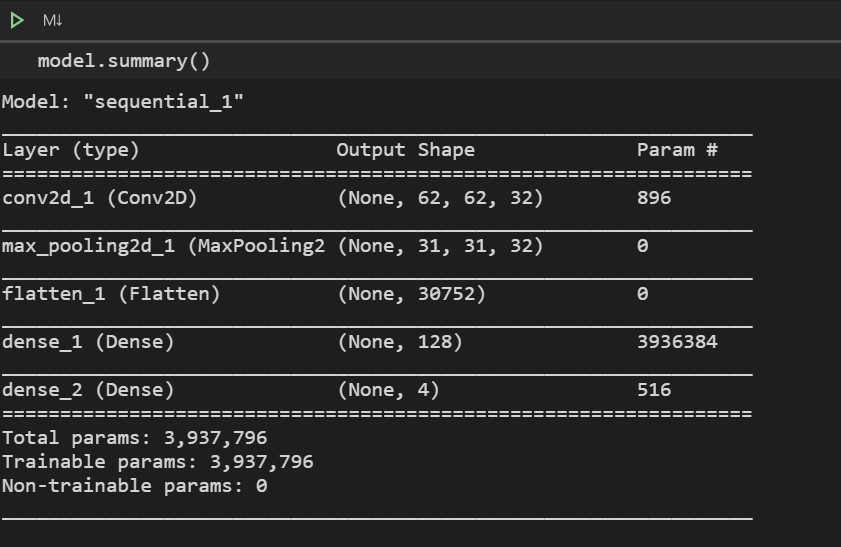 M↓
model.summary()
Model: "sequential_1"
_________________________________________________________________
Layer (type)                 Output Shape              Param #
=================================================================
conv2d_1 (Conv2D)            (None, 62, 62, 32)        896
_________________________________________________________________
max_pooling2d_1 (MaxPooling2 (None, 31, 31, 32)        0
_________________________________________________________________
flatten_1 (Flatten)          (None, 30752)             0
_________________________________________________________________
dense_1 (Dense)              (None, 128)               3936384
_________________________________________________________________
dense_2 (Dense)              (None, 4)                 516
=================================================================
Total params: 3,937,796
Trainable params: 3,937,796
Non-trainable params: 0
_________________________________________________________________